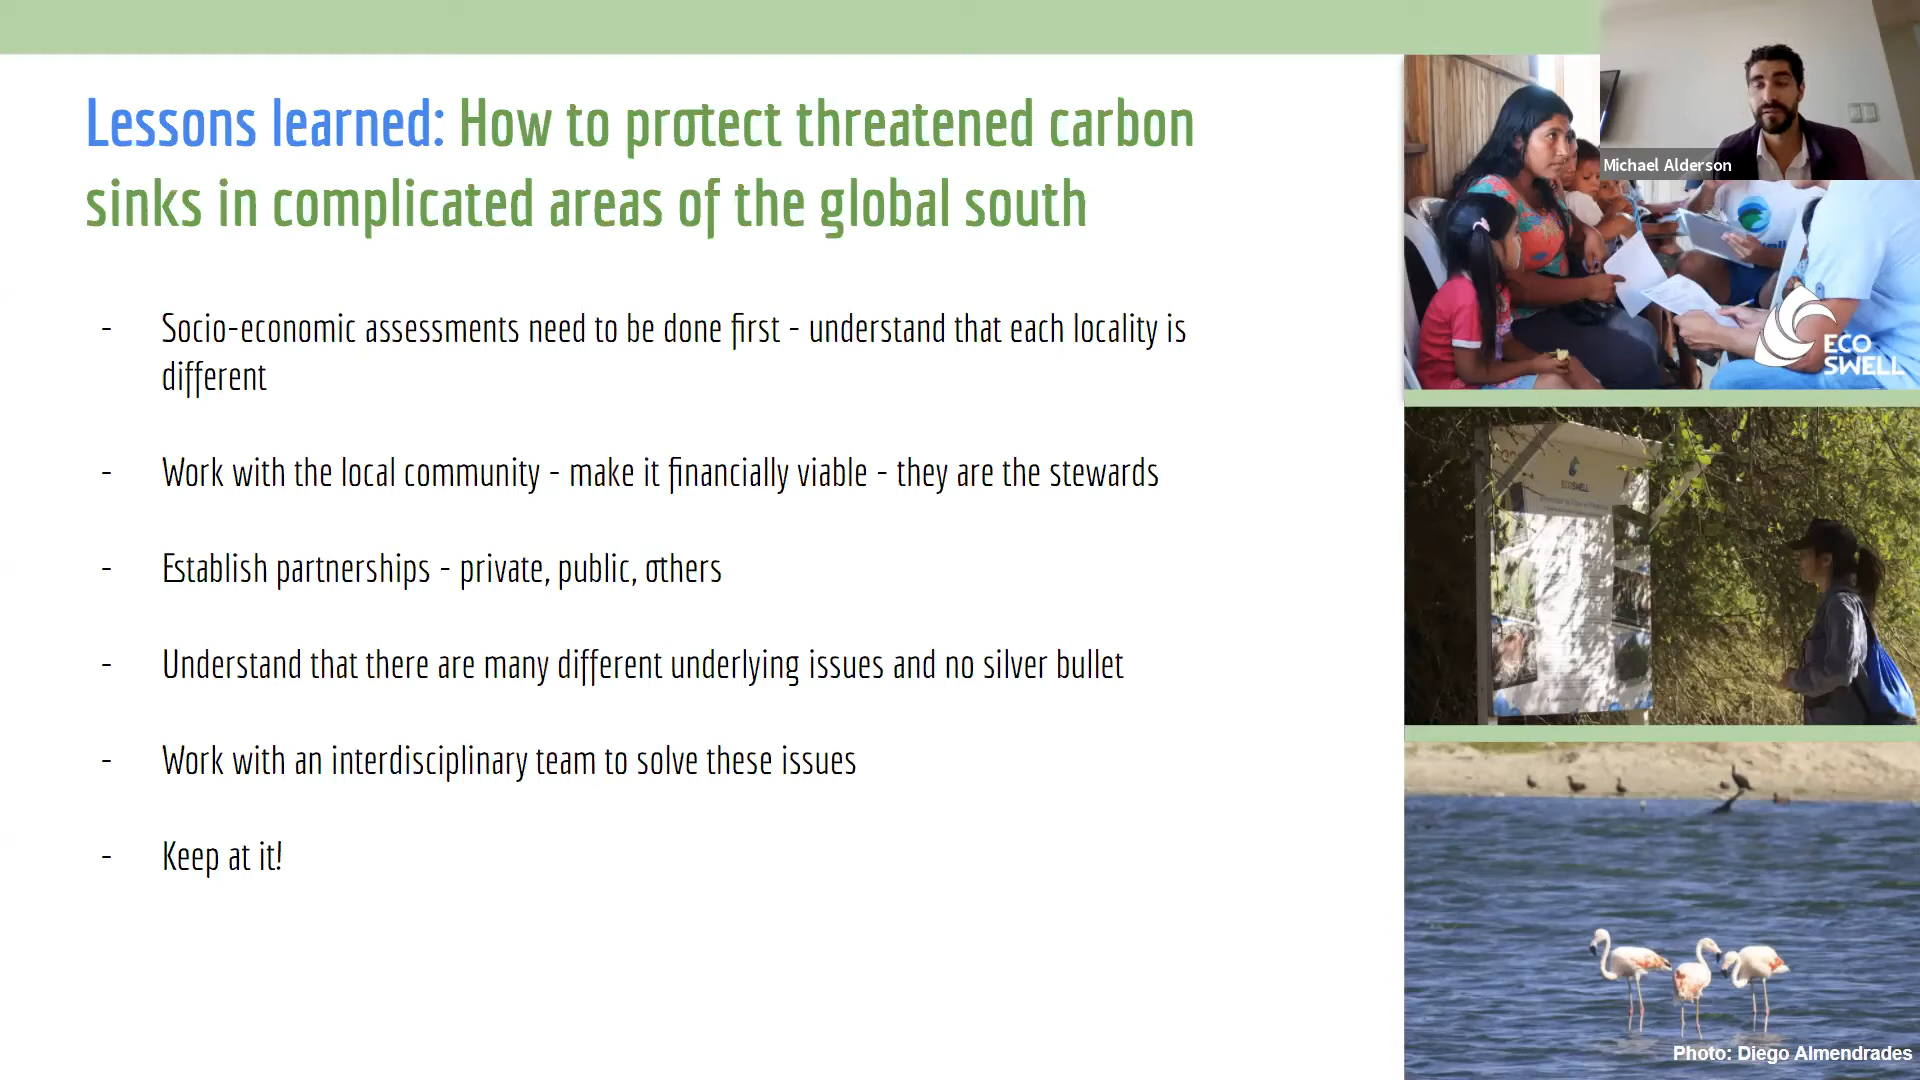 Lessons learned: How to protect threatened carbon
sinks in complicated areas of the global south
- Socio-economic assessments need to be done first - understand that each locality is
different
- Work with the local community - make it financially viable - they are the stewards
- Establish partnerships - private, public, others
- Understand that there are many different underlying issues and no silver bullet
- Work with an interdisciplinary team to solve these issues
- Keep at it!
Michael Alderson
ECO
SWELL
ECOSWELL
Photo: Diego Almendrades